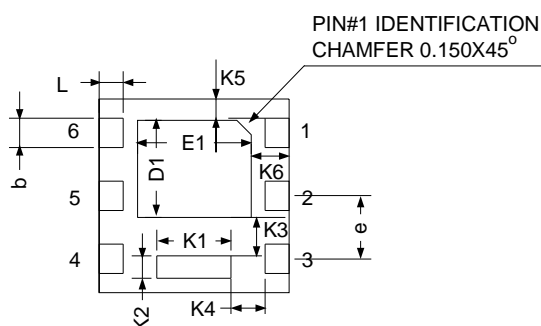 PIN#1 IDENTIFICATION
CHAMFER 0.150X45°
L
K5
6
1
E1
b
D1
K6
5
2
e
K3
K1
4
3
K2
K4